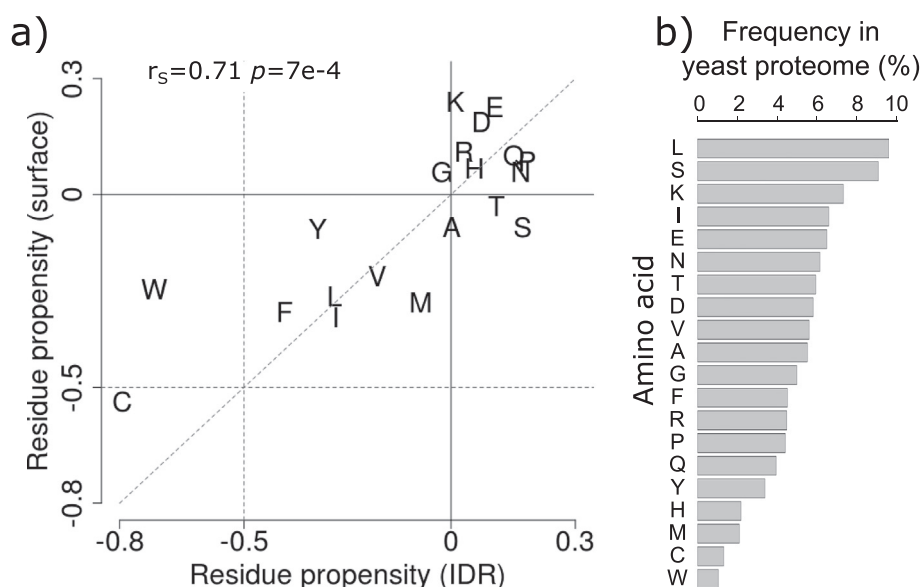 a)
r_S=0.71 p=7e-4
Residue propensity (surface)
0.3
0
-0.5
-0.8
K
E
D
R
Q
P
H
G
N
T
A
S
Y
V
W
L
M
F
I
C
-0.8
-0.5
0
0.3
Residue propensity (IDR)
b)
Frequency in
yeast proteome (%)
0 2 4 6 8 10
Amino acid
L
S
K
I
E
N
T
D
V
A
G
F
R
P
Q
Y
H
M
C
W